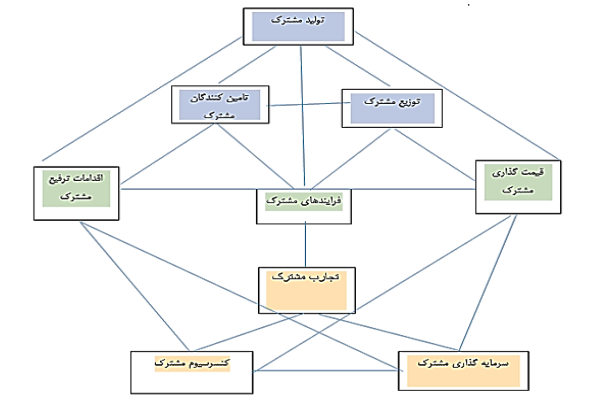 تولید مشترک
تامین کنندگان
مشترک
توزیع مشترک
اقدامات ترفیع
مشترک
فرایندهای مشترک
قیمت گذاری
مشترک
تجارب مشترک
کنسرسیوم مشترک
سرمایه گذاری مشترک